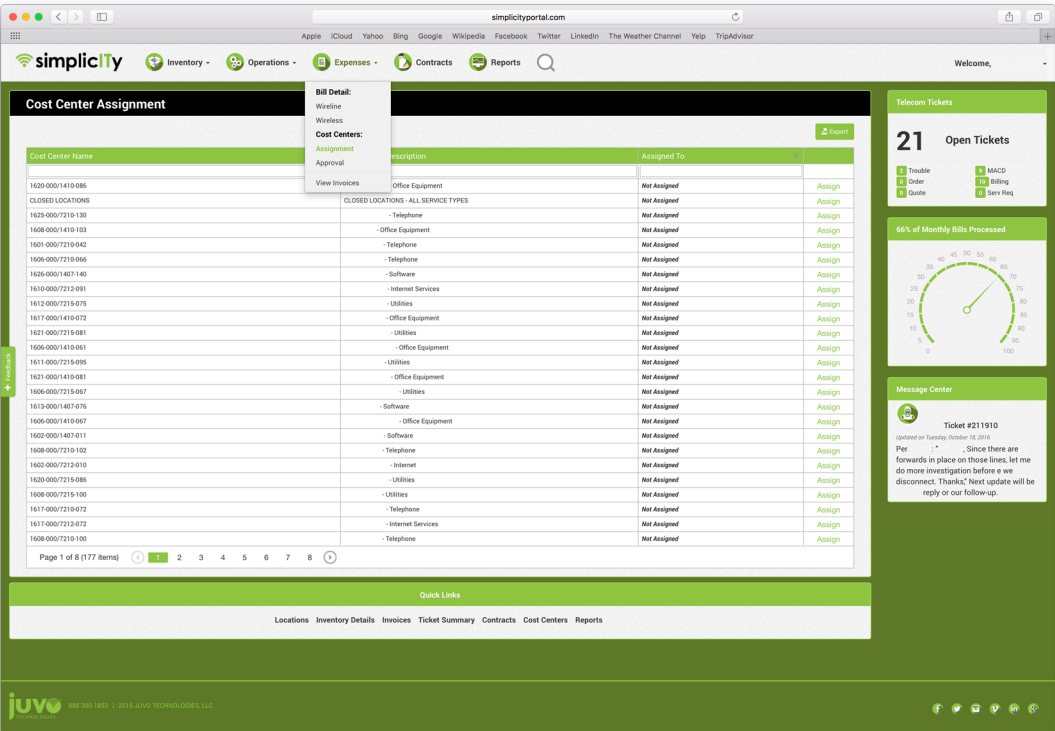 simplicityportal.com
Apple iCloud Yahoo Bing Google Wikipedia Facebook Twitter LinkedIn The Weather Channel Yelp TripAdvisor
simplicITy Inventory Operations Expenses Contracts Reports Welcome,
Bill Detail:
Wireline
Wireless
Cost Centers:
Assignment
Approval
View Invoices
Cost Center Assignment
Export
Cost Center Name escription Assigned To
1620-000/1410-086 Office Equipment Not Assigned Assign
CLOSED LOCATIONS CLOSED LOCATIONS - ALL SERVICE TYPES Not Assigned Assign
1625-000/7210-130 - Telephone Not Assigned Assign
1608-000/1410-103 - Office Equipment Not Assigned Assign
1601-000/7210-042 - Telephone Not Assigned Assign
1606-000/7210-066 - Telephone Not Assigned Assign
1626-000/1407-140 - Software Not Assigned Assign
1610-000/7212-091 - Internet Services Not Assigned Assign
1612-000/7215-075 - Utilities Not Assigned Assign
1617-000/1410-072 - Office Equipment Not Assigned Assign
1621-000/7215-081 - Utilities Not Assigned Assign
1606-000/1410-061 - Office Equipment Not Assigned Assign
1611-000/7215-095 - Utilities Not Assigned Assign
1621-000/1410-081 - Office Equipment Not Assigned Assign
1606-000/7215-067 - Utilities Not Assigned Assign
1613-000/1407-076 - Software Not Assigned Assign
1606-000/1410-067 - Office Equipment Not Assigned Assign
1602-000/1407-011 - Software Not Assigned Assign
1608-000/7210-102 - Telephone Not Assigned Assign
1602-000/7212-010 - Internet Not Assigned Assign
1620-000/7215-086 - Utilities Not Assigned Assign
1608-000/7215-100 - Utilities Not Assigned Assign
1617-000/7210-072 - Telephone Not Assigned Assign
1617-000/7212-072 - Internet Services Not Assigned Assign
1608-000/7210-100 - Telephone Not Assigned Assign
Page 1 of 8 (177 items) 1 2 3 4 5 6 7 8
+ Feedback
Telecom Tickets
21 Open Tickets
2 Trouble 9 MACD
0 Order 10 Billing
0 Quote 0 Serv Req
66% of Monthly Bills Processed
0 5 10 15 20 25 30 35 40 45 50 55 60 65 70 80 85 90 95 100
Message Center
Ticket #211910
Updated on Tuesday, October 18, 2016
Per : " , Since there are
forwards in place on those lines, let me
do more investigation before e we
disconnect. Thanks," Next update will be
reply or our follow-up.
Quick Links
Locations Inventory Details Invoices Ticket Summary Contracts Cost Centers Reports
juvo
TECHNOLOGIES
888-300-1853 | 2015 JUVO TECHNOLOGIES, LLC